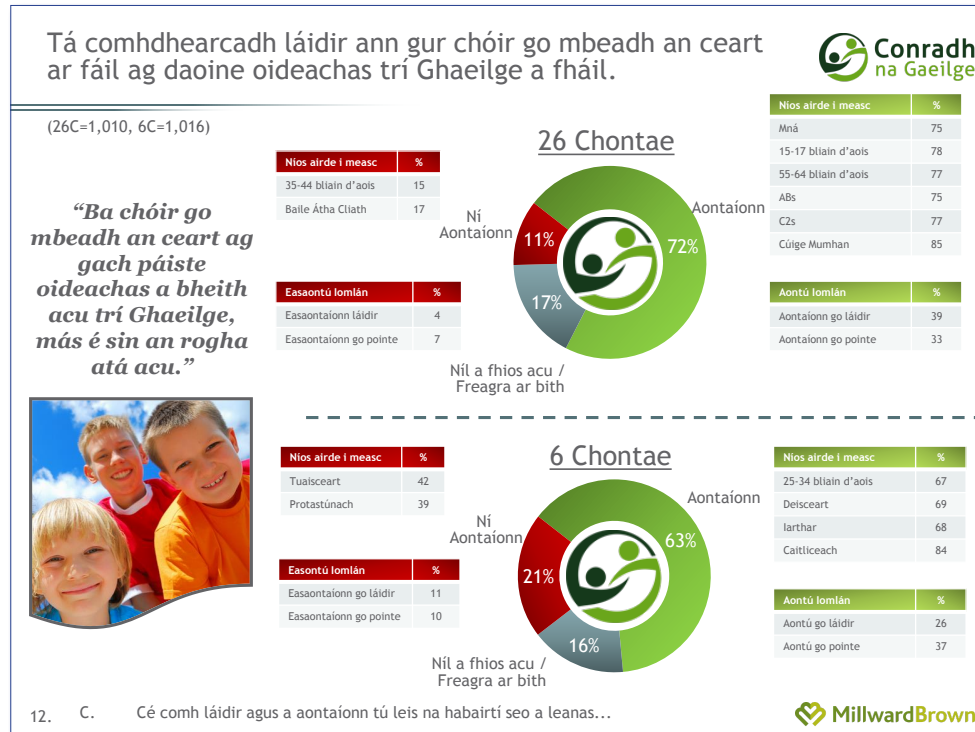 Tá comhdhearcadh láidir ann gur chóir go mbeadh an ceart
ar fáil ag daoine oideachas trí Ghaeilge a fháil.
Conradh
na Gaeilge
(26C=1,010, 6C=1,016)
“Ba chóir go
mbeadh an ceart ag
gach páiste
oideachas a bheith
acu trí Ghaeilge,
más é sin an rogha
atá acu.”
26 Chontae
Níos airde i measc %
35-44 bliain d’aois 15
Baile Átha Cliath 17
Easaontú Iomlán %
Easaontaíonn láidir 4
Easaontaíonn go pointe 7
Ní
Aontaíonn
11%
Aontaíonn
72%
17%
Níl a fhios acu /
Freagra ar bith
Níos airde i measc %
Mná 75
15-17 bliain d’aois 78
55-64 bliain d’aois 77
ABs 75
C2s 77
Cúige Mumhan 85
Aontú Iomlán %
Aontaíonn go láidir 39
Aontaíonn go pointe 33
6 Chontae
Níos airde i measc %
Tuaisceart 42
Protastúnach 39
Easontú Iomlán %
Easaontaíonn go láidir 11
Easaontaíonn go pointe 10
Ní
Aontaíonn
21%
Aontaíonn
63%
16%
Níl a fhios acu /
Freagra ar bith
Níos airde i measc %
25-34 bliain d’aois 67
Deisceart 69
Iarthar 68
Caitliceach 84
Aontú Iomlán %
Aontú go láidir 26
Aontú go pointe 37
12. C. Cé comh láidir agus a aontaíonn tú leis na habairtí seo a leanas...
MillwardBrown